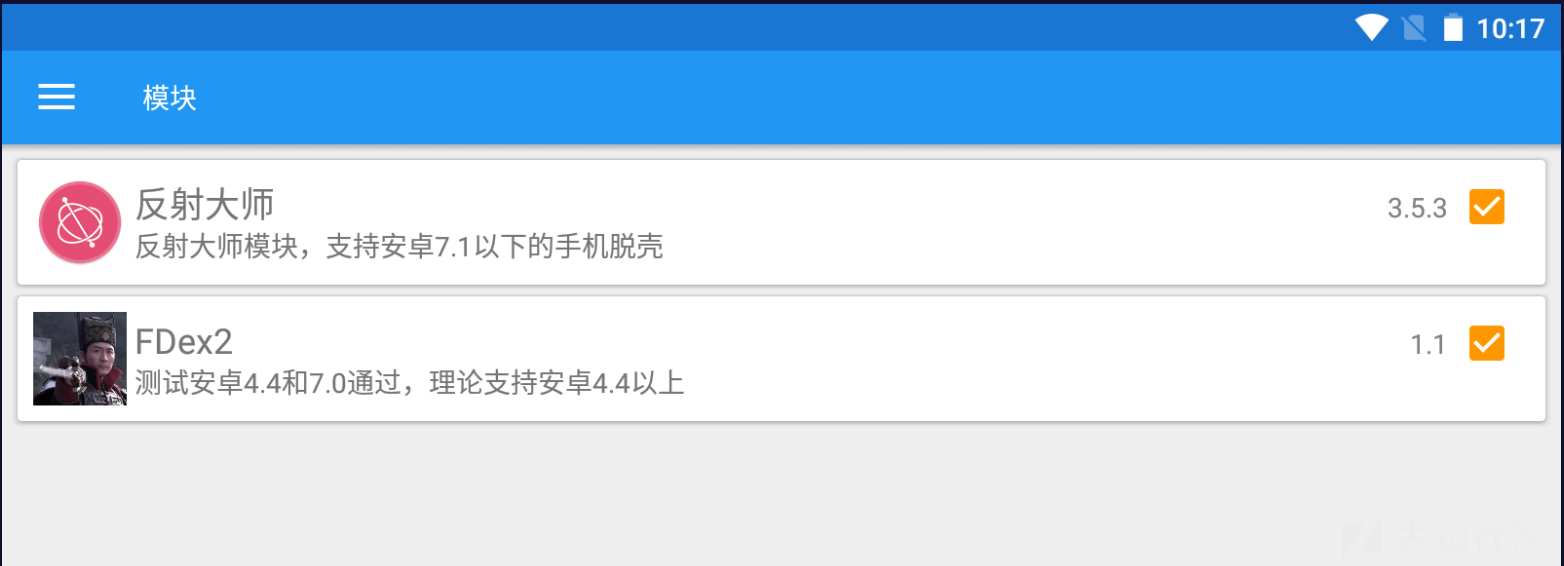 10:17
模块
反射大师
3.5.3
反射大师模块，支持安卓7.1以下的手机脱壳
FDex2
1.1
测试安卓4.4和7.0通过，理论支持安卓4.4以上
先知社区